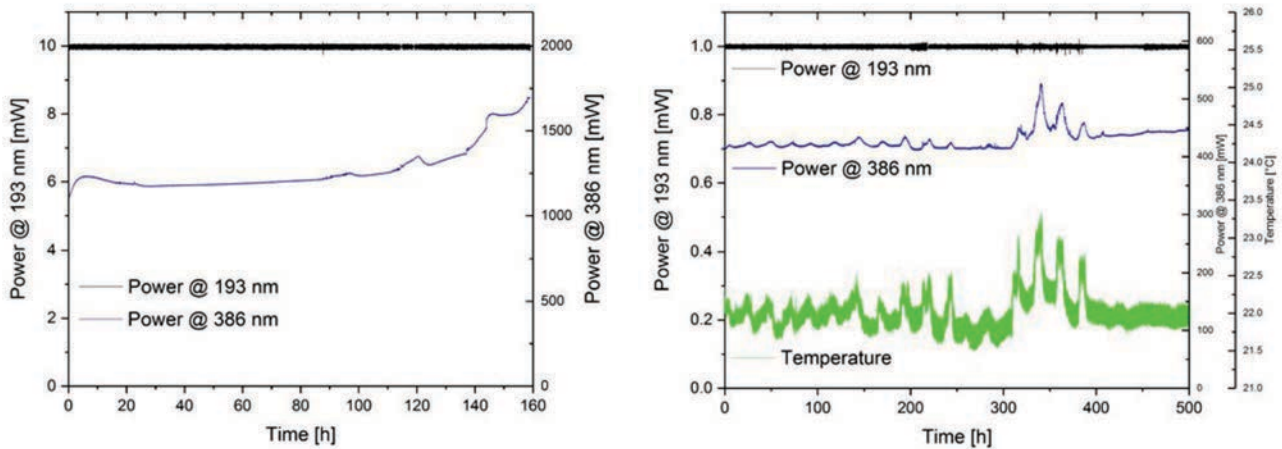 10
8
6
4
2
0
Power @ 193 nm [mW]
2000
1500
1000
500
0
Power @ 386 nm [mW]
Power @ 193 nm
Power @ 386 nm
0 20 40 60 80 100 120 140 160
Time [h]
1.0
0.8
0.6
0.4
0.2
0.0
Power @ 193 nm [mW]
Power @ 193 nm
Power @ 386 nm
Temperature
600
500
400
300
200
100
0
Power @ 386 nm [mW]
26.0
25.5
25.0
24.5
24.0
23.5
23.0
22.5
22.0
21.5
21.0
Temperature [°C]
0 100 200 300 400 500
Time [h]